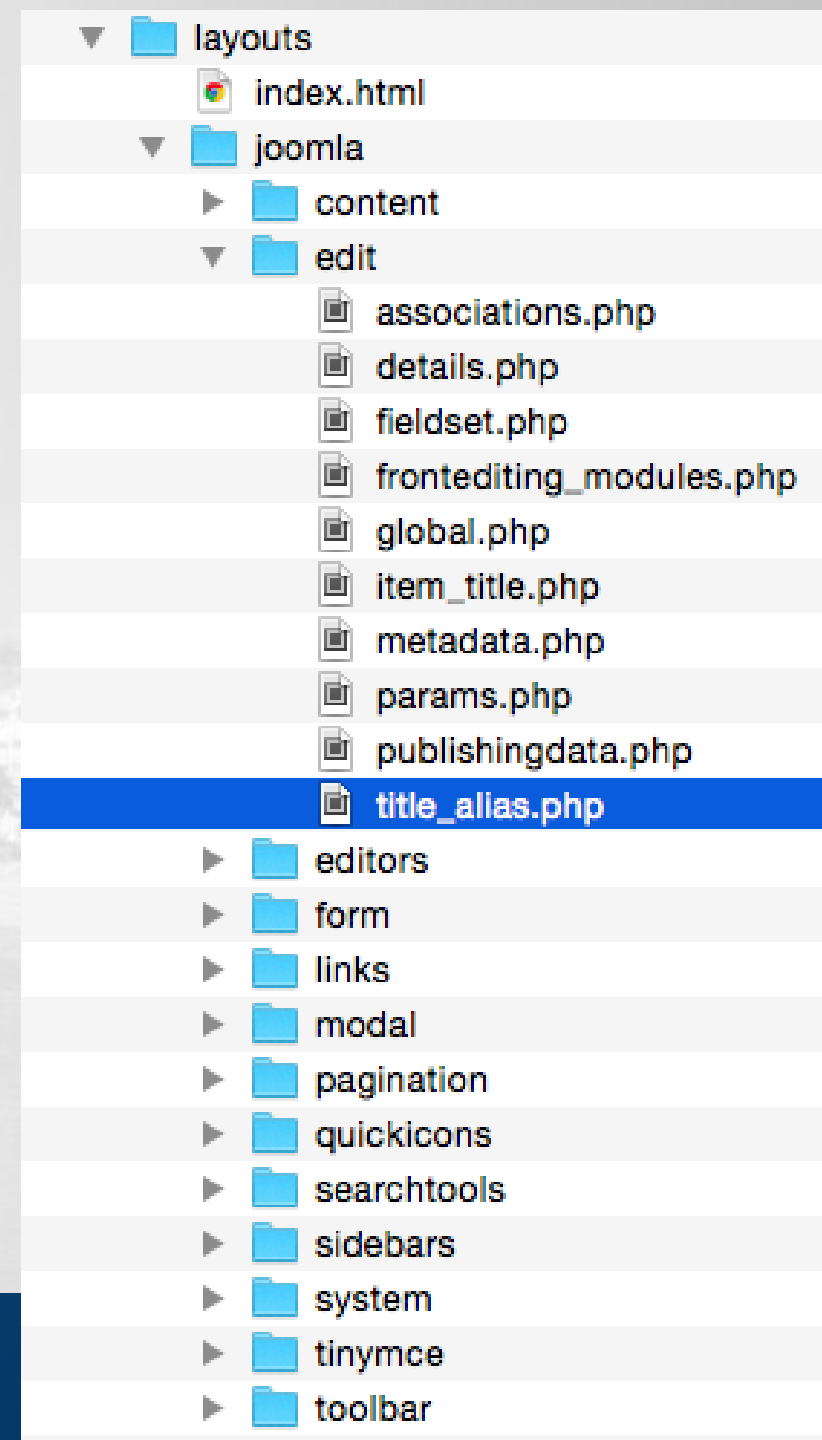 layouts
index.html
joomla
content
edit
associations.php
details.php
fieldset.php
frontediting_modules.php
global.php
item_title.php
metadata.php
params.php
publishingdata.php
title_alias.php
editors
form
links
modal
pagination
quickicons
searchtools
sidebars
system
tinymce
toolbar